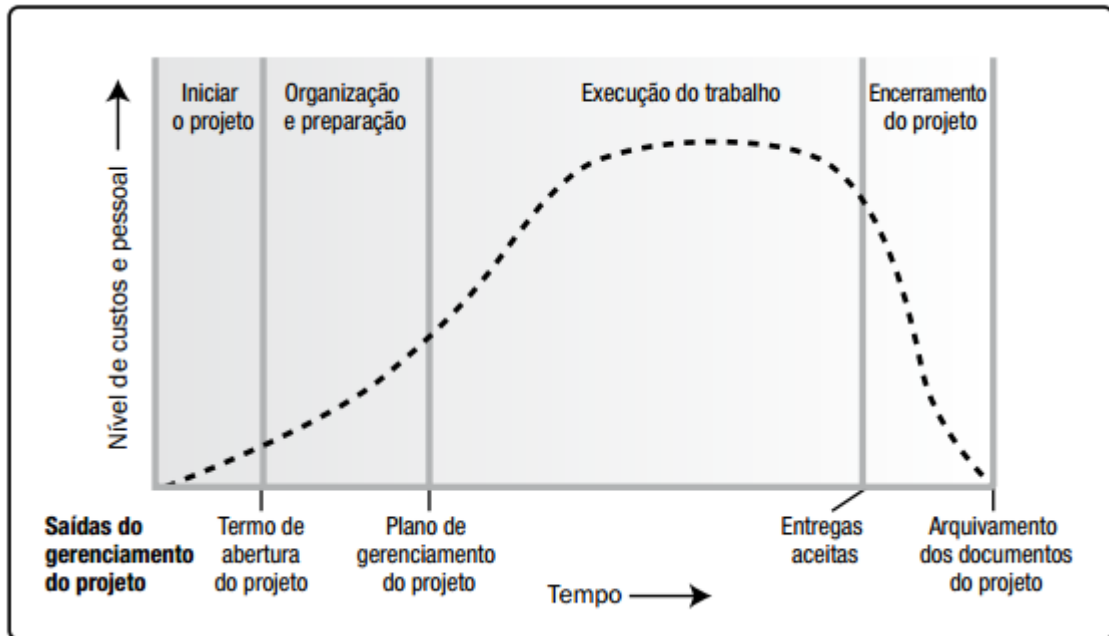 Iniciar
o projeto
Organização
e preparação
Execução do trabalho
Encerramento
do projeto
Nível de custos e pessoal
Saídas do
gerenciamento
do projeto
Termo de
abertura
do projeto
Plano de
gerenciamento
do projeto
Entregas
aceitas
Arquivamento
dos documentos
do projeto
Tempo